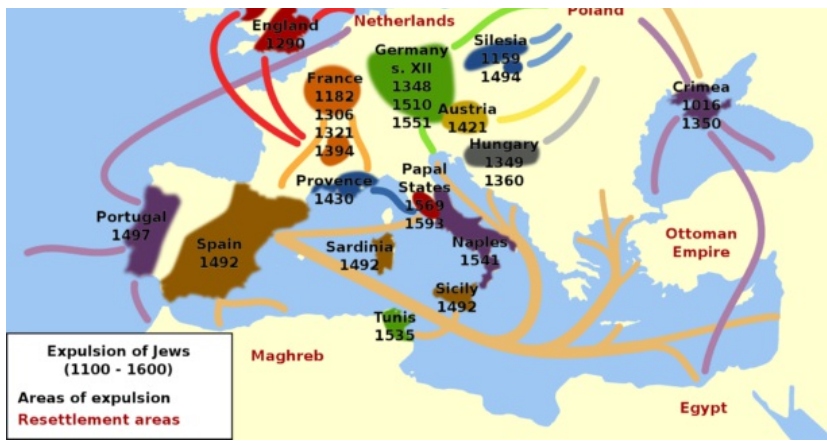 England
1290
Netherlands
Poland
Germany
s. XII
1348
1510
1551
Silesia
1159
1494
France
1182
1306
1321
1394
Austria
1421
Crimea
1016
1350
Hungary
1349
1360
Provence
1430
Papal
States
1569
1593
Portugal
1497
Spain
1492
Sardinia
1492
Naples
1541
Ottoman
Empire
Sicily
1492
Tunis
1535
Maghreb
Egypt
Expulsion of Jews
(1100 - 1600)
Areas of expulsion
Resettlement areas